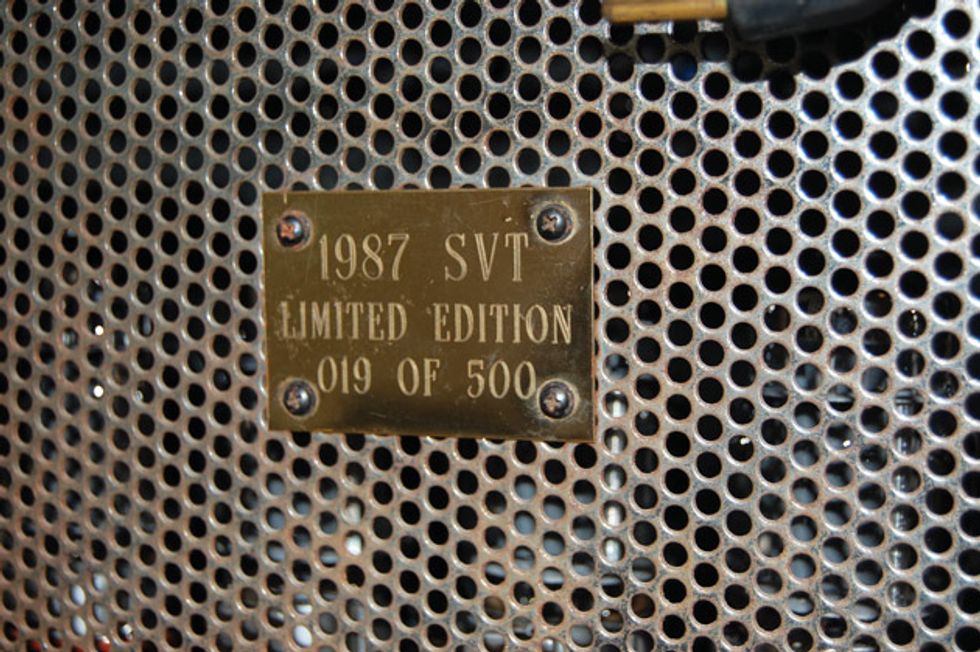 1987 SVT
LIMITED EDITION
019 OF 500